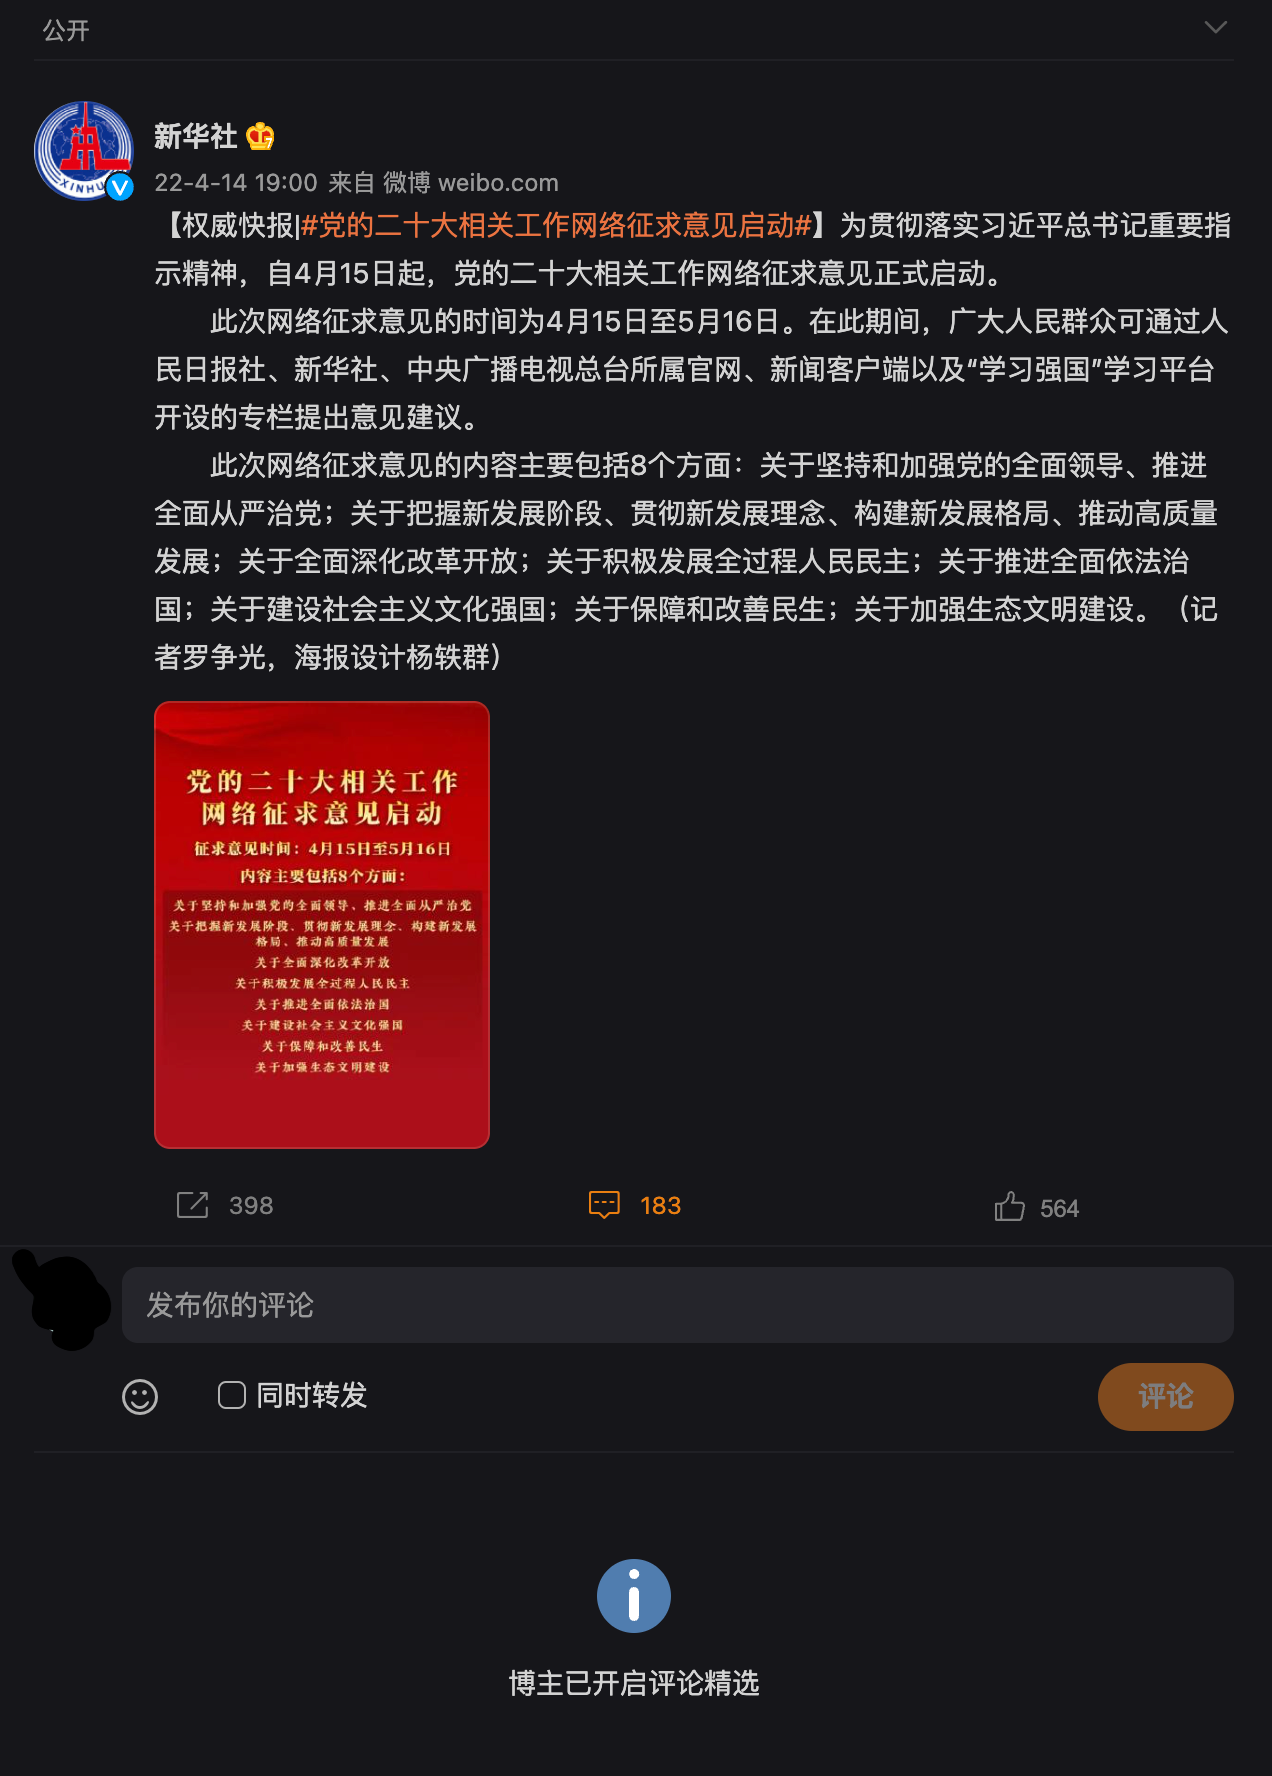 公开
新华社
22-4-14 19:00 来自 微博 weibo.com
【权威快报|#党的二十大相关工作网络征求意见启动#】为贯彻落实习近平总书记重要指
示精神，自4月15日起，党的二十大相关工作网络征求意见正式启动。
此次网络征求意见的时间为4月15日至5月16日。在此期间，广大人民群众可通过人
民日报社、新华社、中央广播电视总台所属官网、新闻客户端以及“学习强国”学习平台
开设的专栏提出意见建议。
此次网络征求意见的内容主要包括8个方面：关于坚持和加强党的全面领导、推进
全面从严治党；关于把握新发展阶段、贯彻新发展理念、构建新发展格局、推动高质量
发展；关于全面深化改革开放；关于积极发展全过程人民民主；关于推进全面依法治
国；关于建设社会主义文化强国；关于保障和改善民生；关于加强生态文明建设。（记
者罗争光，海报设计杨轶群）
党的二十大相关工作
网络征求意见启动
征求意见时间：4月15日至5月16日
内容主要包括8个方面：
关于坚持和加强党的全面领导、推进全面从严治党
关于把握新发展阶段、贯彻新发展理念、构建新发展
格局、推动高质量发展
关于全面深化改革开放
关于积极发展全过程人民民主
关于推进全面依法治国
关于建设社会主义文化强国
关于保障和改善民生
关于加强生态文明建设
398
183
564
发布你的评论
同时转发
评论
博主已开启评论精选